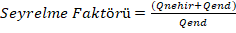 Seyrelme Faktörü = (Qnehir+Qend) / Qend